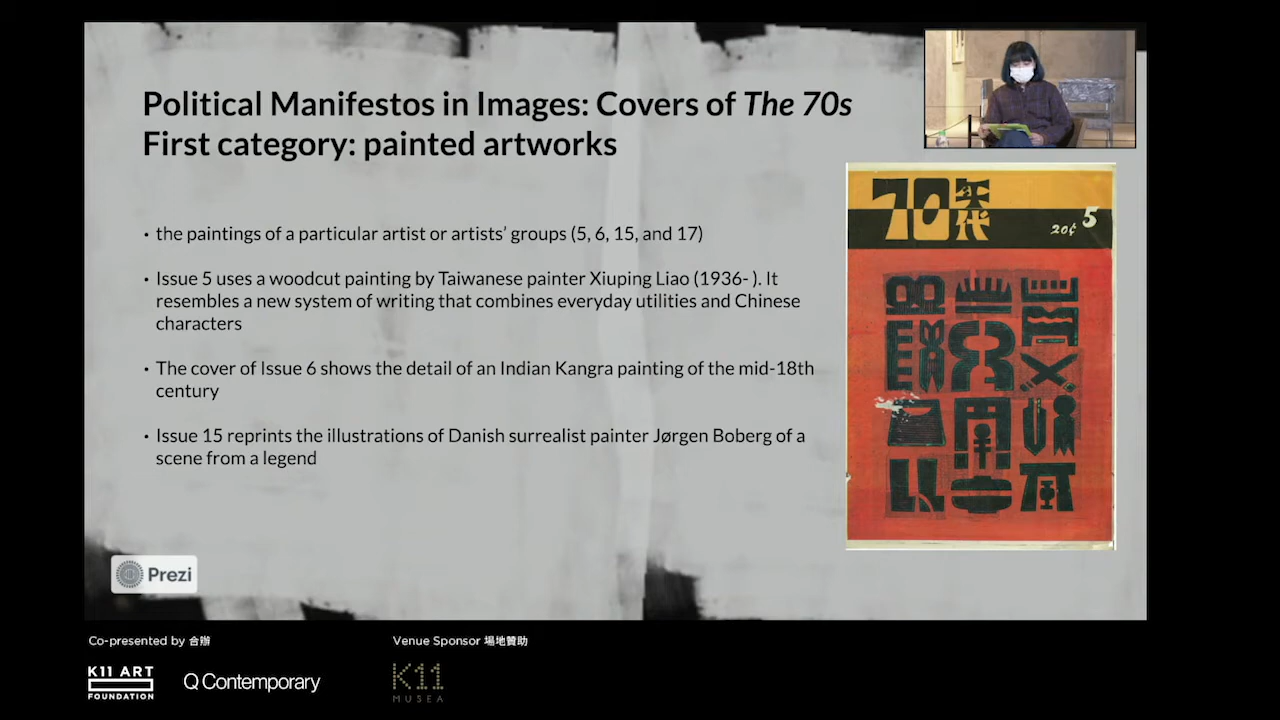 Political Manifestos in Images: Covers of The 70s
First category: painted artworks
• the paintings of a particular artist or artists' groups (5, 6, 15, and 17)
• Issue 5 uses a woodcut painting by Taiwanese painter Xiuping Liao (1936- ). It
resembles a new system of writing that combines everyday utilities and Chinese
characters
• The cover of Issue 6 shows the detail of an Indian Kangra painting of the mid-18th
century
• Issue 15 reprints the illustrations of Danish surrealist painter Jørgen Boberg of a
scene from a legend
70年代
20¢ 5
Prezi
Co-presented by 合辦
Venue Sponsor 場地贊助
K11 ART
FOUNDATION
Q Contemporary
K11
MUSEA